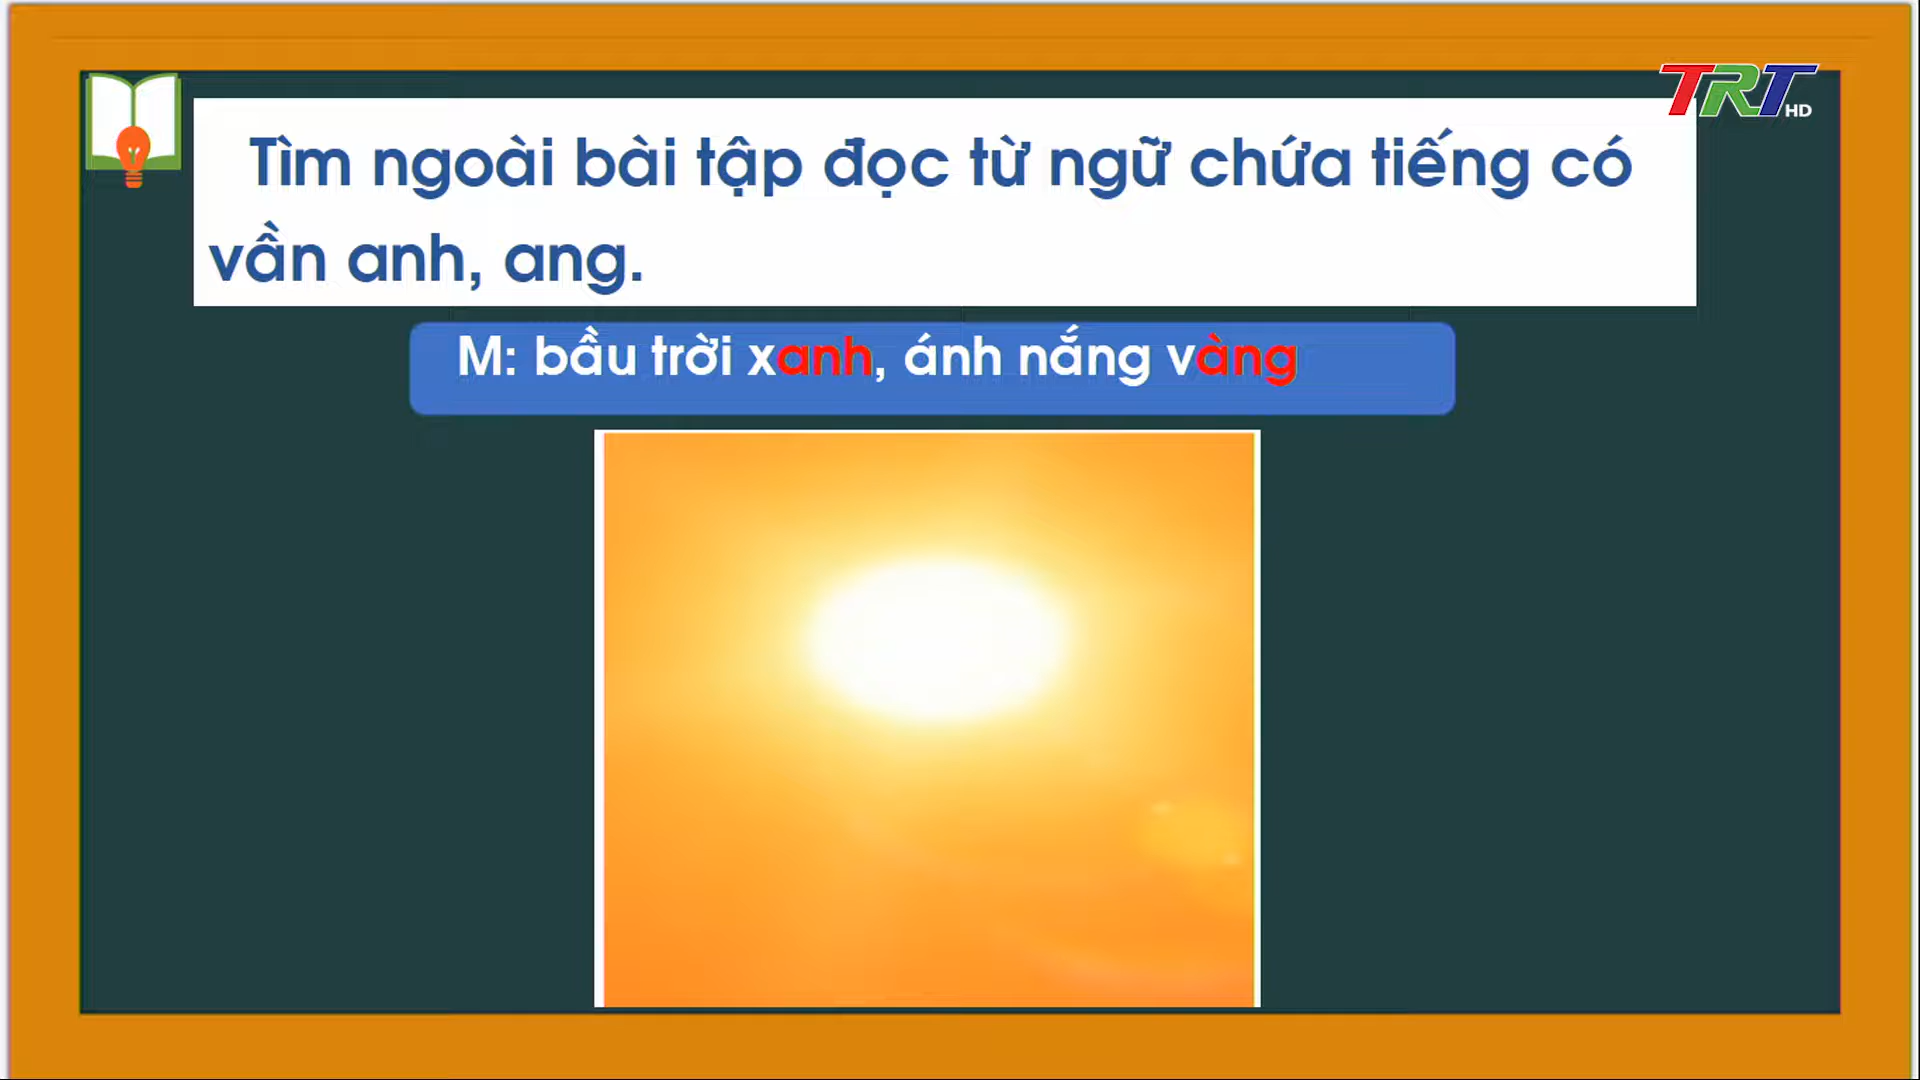 TRT HD
Tìm ngoài bài tập đọc từ ngữ chứa tiếng có
vần anh, ang.
M: bầu trời xanh, ánh nắng vàng